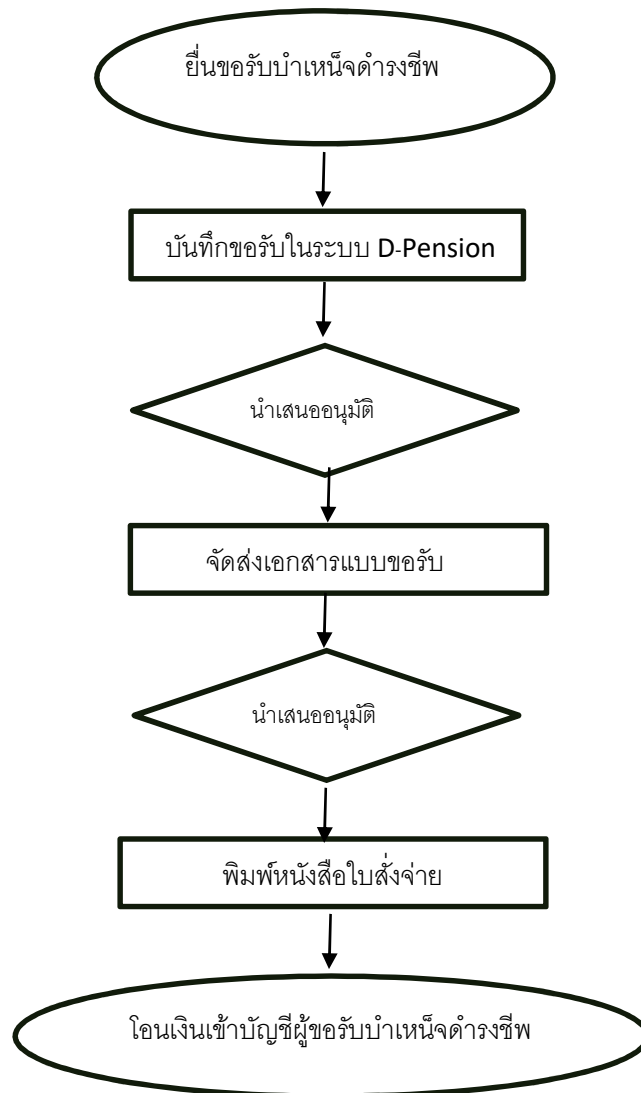 ยื่นขอรับบำเหน็จดำรงชีพ
บันทึกขอรับในระบบ D-Pension
นำเสนออนุมัติ
จัดส่งเอกสารแบบขอรับ
นำเสนออนุมัติ
พิมพ์หนังสือใบสั่งจ่าย
โอนเงินเข้าบัญชีผู้ขอรับบำเหน็จดำรงชีพ